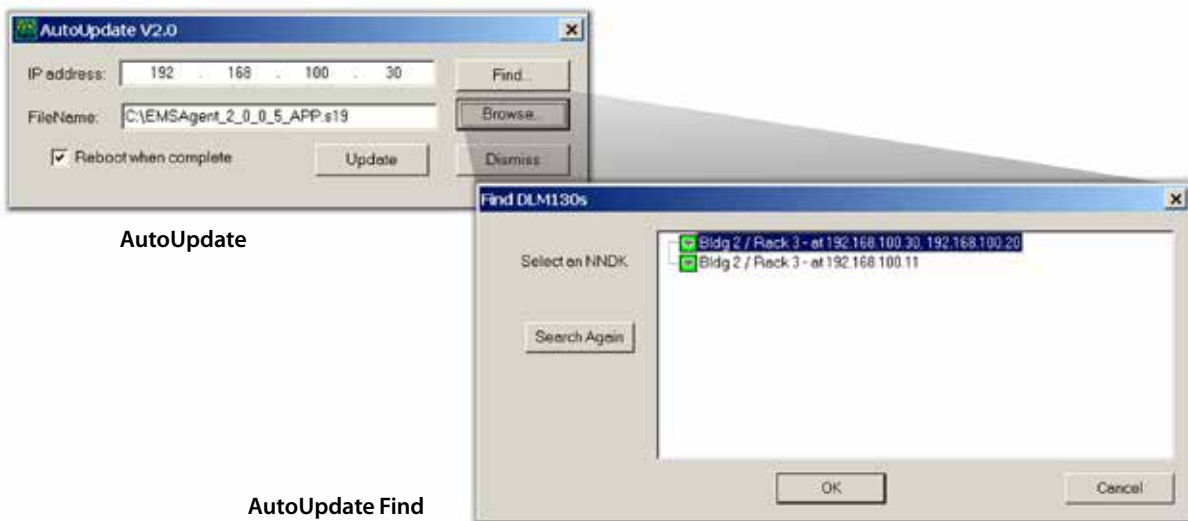 AutoUpdate V2.0
IP address: 192 . 168 . 100 . 30 Find...
FileName: C:\EMSAgent_2_0_0_5_APP.s19 Browse...
Reboot when complete Update Dismiss
AutoUpdate
Find DLM130s
Select an NNDK
Bldg 2 / Rack 3 - at 192.168.100.30, 192.168.100.20
Bldg 2 / Rack 3 - at 192.168.100.11
Search Again
OK Cancel
AutoUpdate Find